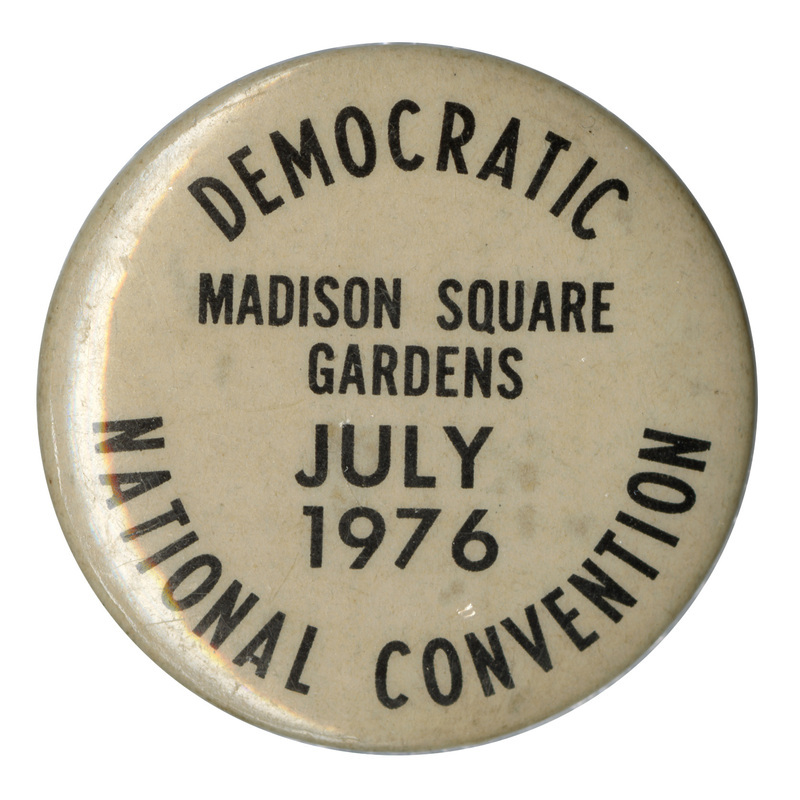 DEMOCRATIC
MADISON SQUARE
GARDENS
JULY
1976
NATIONAL CONVENTION